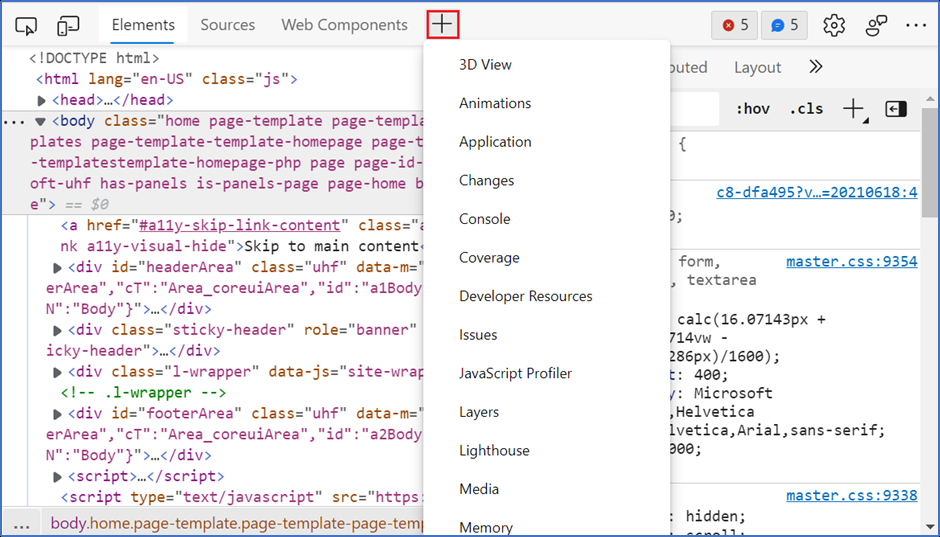 Elements Sources Web Components + 5 5 ···
<!DOCTYPE html>
<html lang="en-US" class="js">
<head>…</head>
··· <body class="home page-template
plates page-template-template-homepage
-templatestemplate-homepage-php page
oft-uhf has-panels is-panels-page page-home
e"> == $0
<a href="#a11y-skip-link-content" class="a
nk a11y-visual-hide">Skip to main content<
<div id="headerArea" class="uhf" data-m="
erArea","cT":"Area_coreuiArea","id":"a1Body
N":"Body"}">…</div>
<div class="sticky-header" role="banner"
icky-header">…</div>
<div class="l-wrapper" data-js="site-wrap
<!-- .l-wrapper -->
<div id="footerArea" class="uhf" data-m="
erArea","cT":"Area_coreuiArea","id":"a2Body
N":"Body"}">…</div>
<script>…</script>
<script type="text/javascript" src="https:
... body.home.page-template.page-template-page-temp
3D View
Animations
Application
Changes
Console
Coverage
Developer Resources
Issues
JavaScript Profiler
Layers
Lighthouse
Media
Memory
outed Layout
:hov .cls
{
c8-dfa495?v…=20210618:4
0;
form, master.css:9354
, textarea
calc(16.07143px +
714vw -
286px)/1600);
t: 400;
y: Microsoft
,Helvetica
lvetica,Arial,sans-serif;
000;
master.css:9338
: hidden;
scroll;